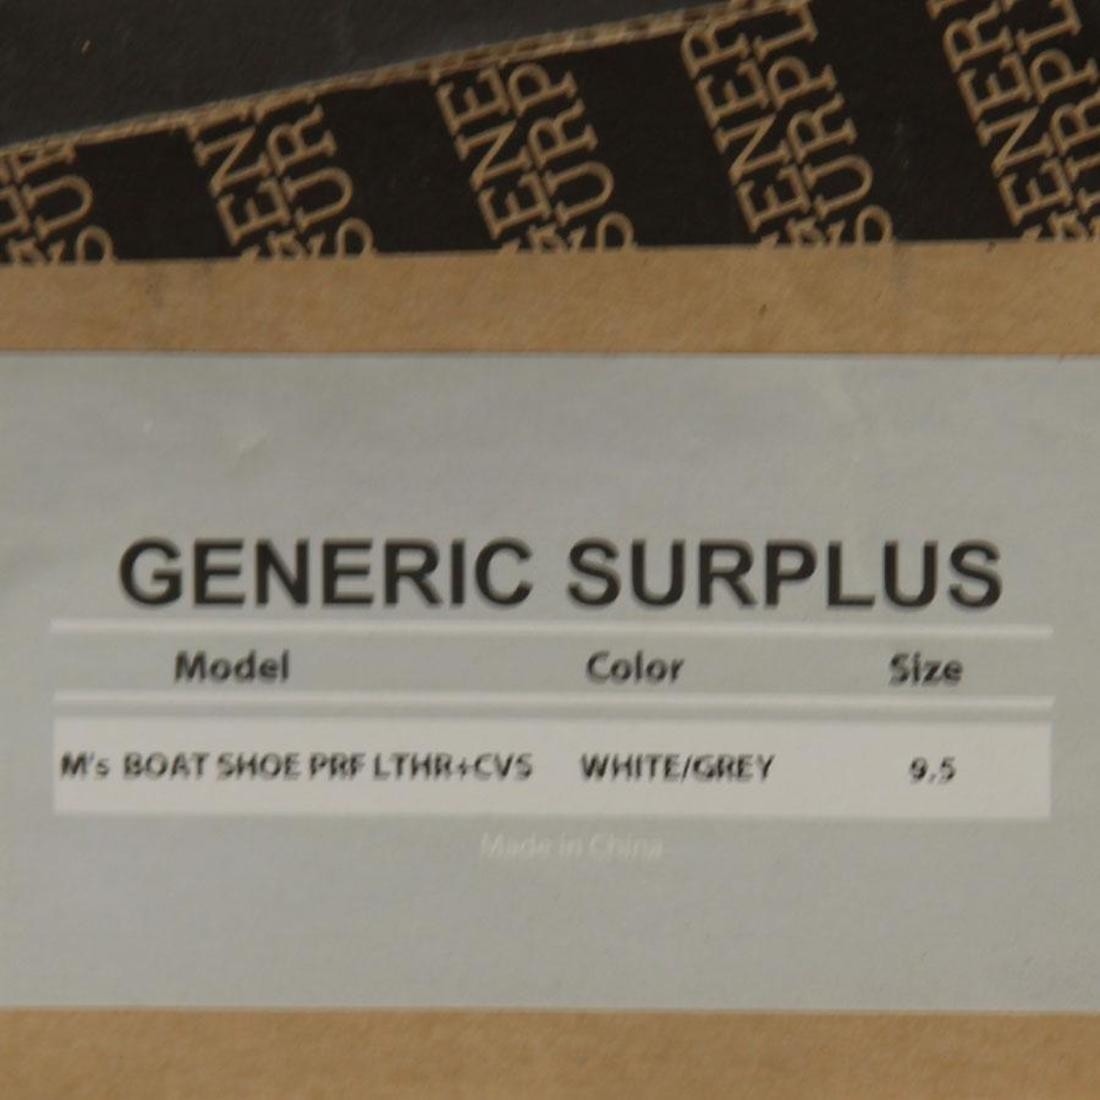 GENERIC SURPLUS
Model Color Size
M's BOAT SHOE PRF LTHR+CVS WHITE/GREY 9.5
Made in China